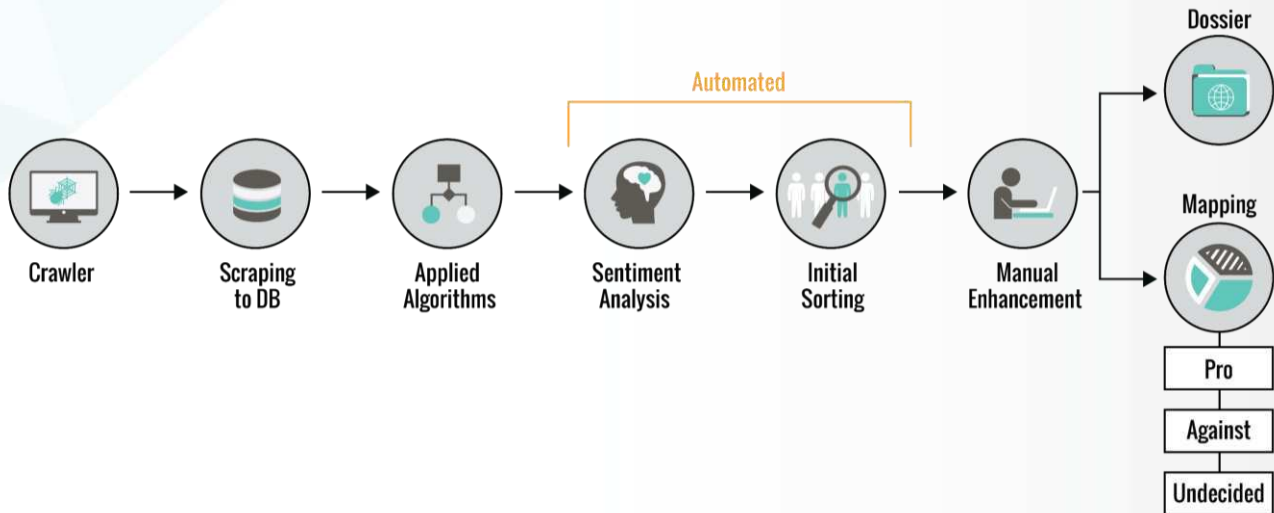 Dossier
Automated
Mapping
Crawler
Scraping
to DB
Applied
Algorithms
Sentiment
Analysis
Initial
Sorting
Manual
Enhancement
Pro
Against
Undecided